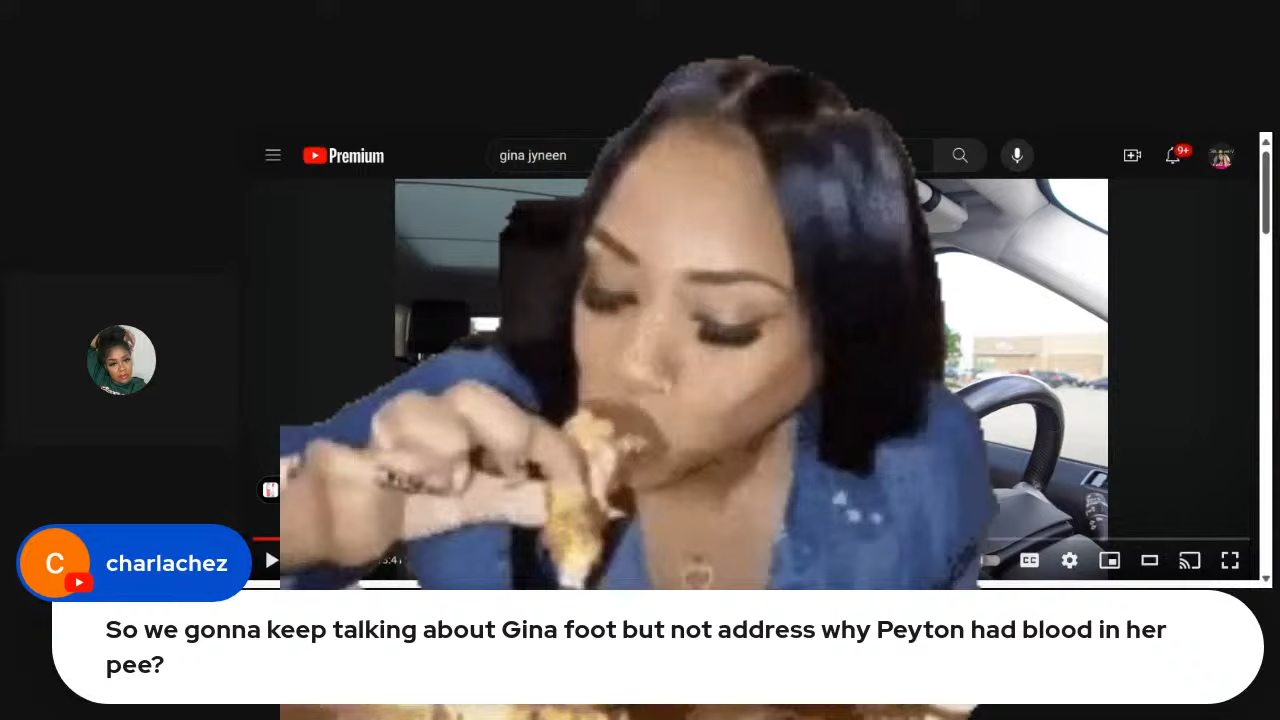 Premium
gina jyneen
9+
charlachez
C
CC
So we gonna keep talking about Gina foot but not address why Peyton had blood in her
pee?